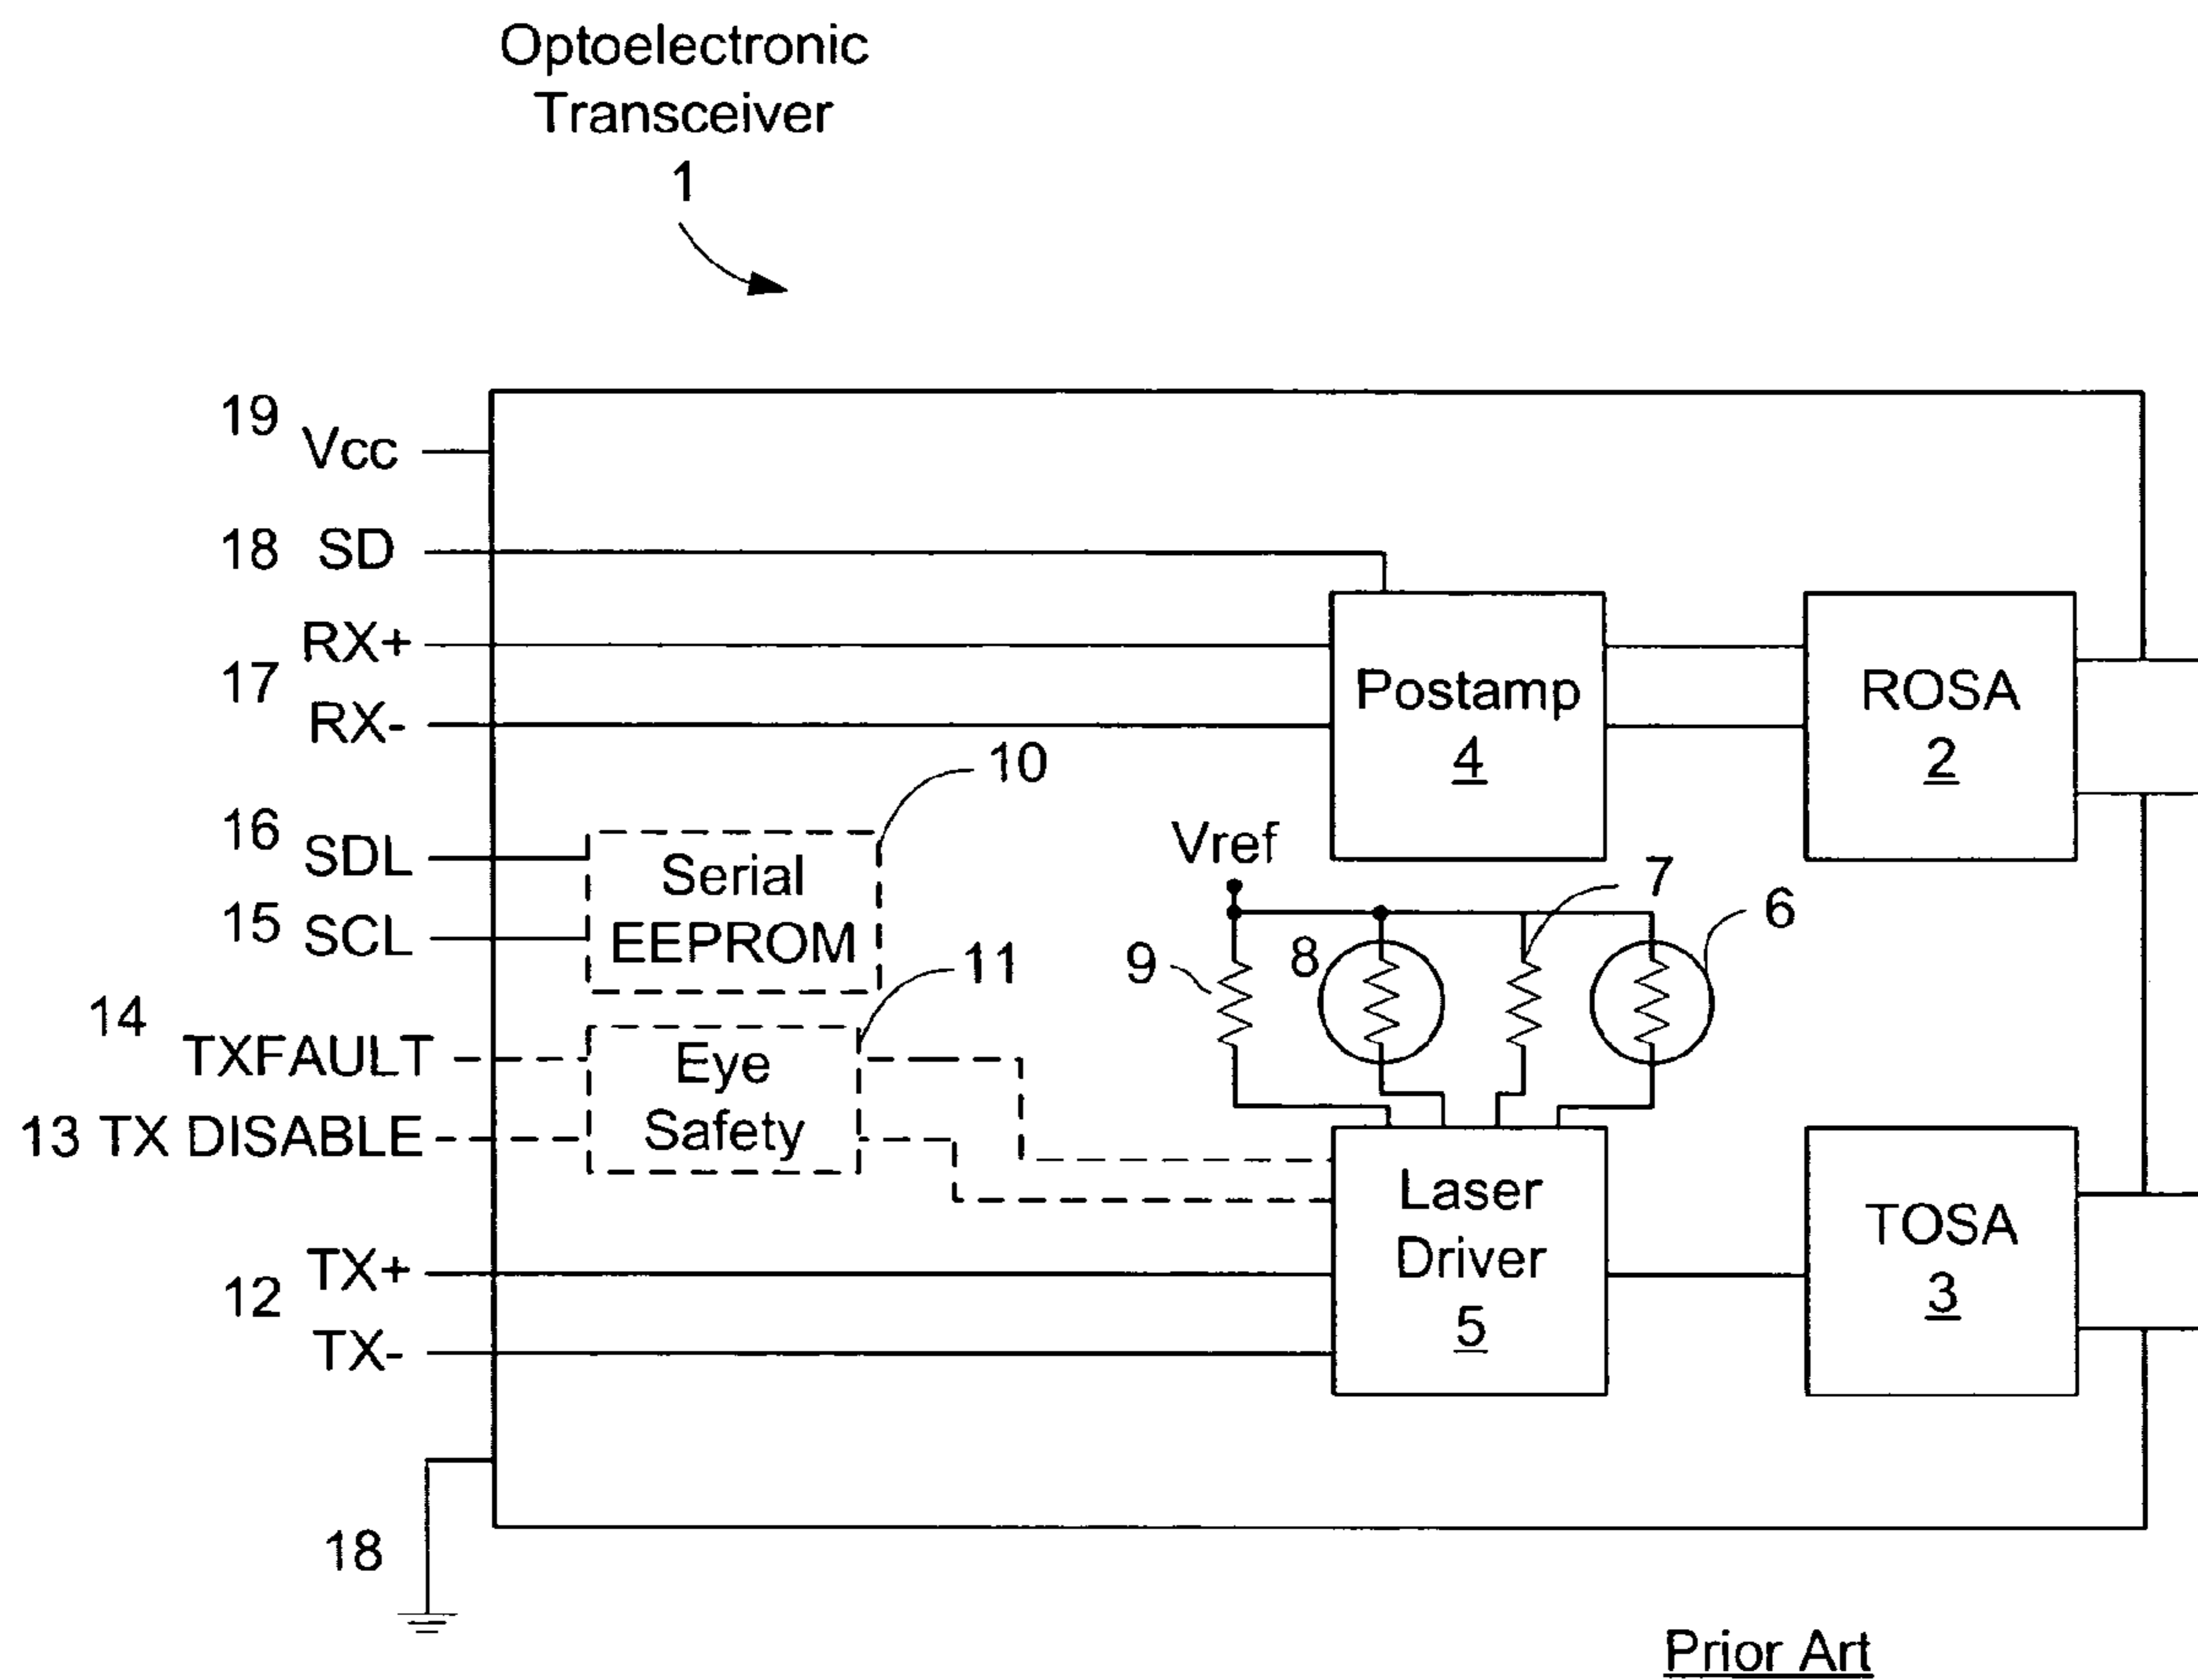 Optoelectronic
Transceiver
1
19
Vcc
18 SD
RX+
17
RX-
Postamp
4
ROSA
2
10
16
SDL
15 SCL
Serial
EEPROM
Vref
7
6
9
8
11
14
TXFAULT
13 TX DISABLE
Eye
Safety
Laser
Driver
5
TOSA
3
TX+
12
TX-
18
Prior Art